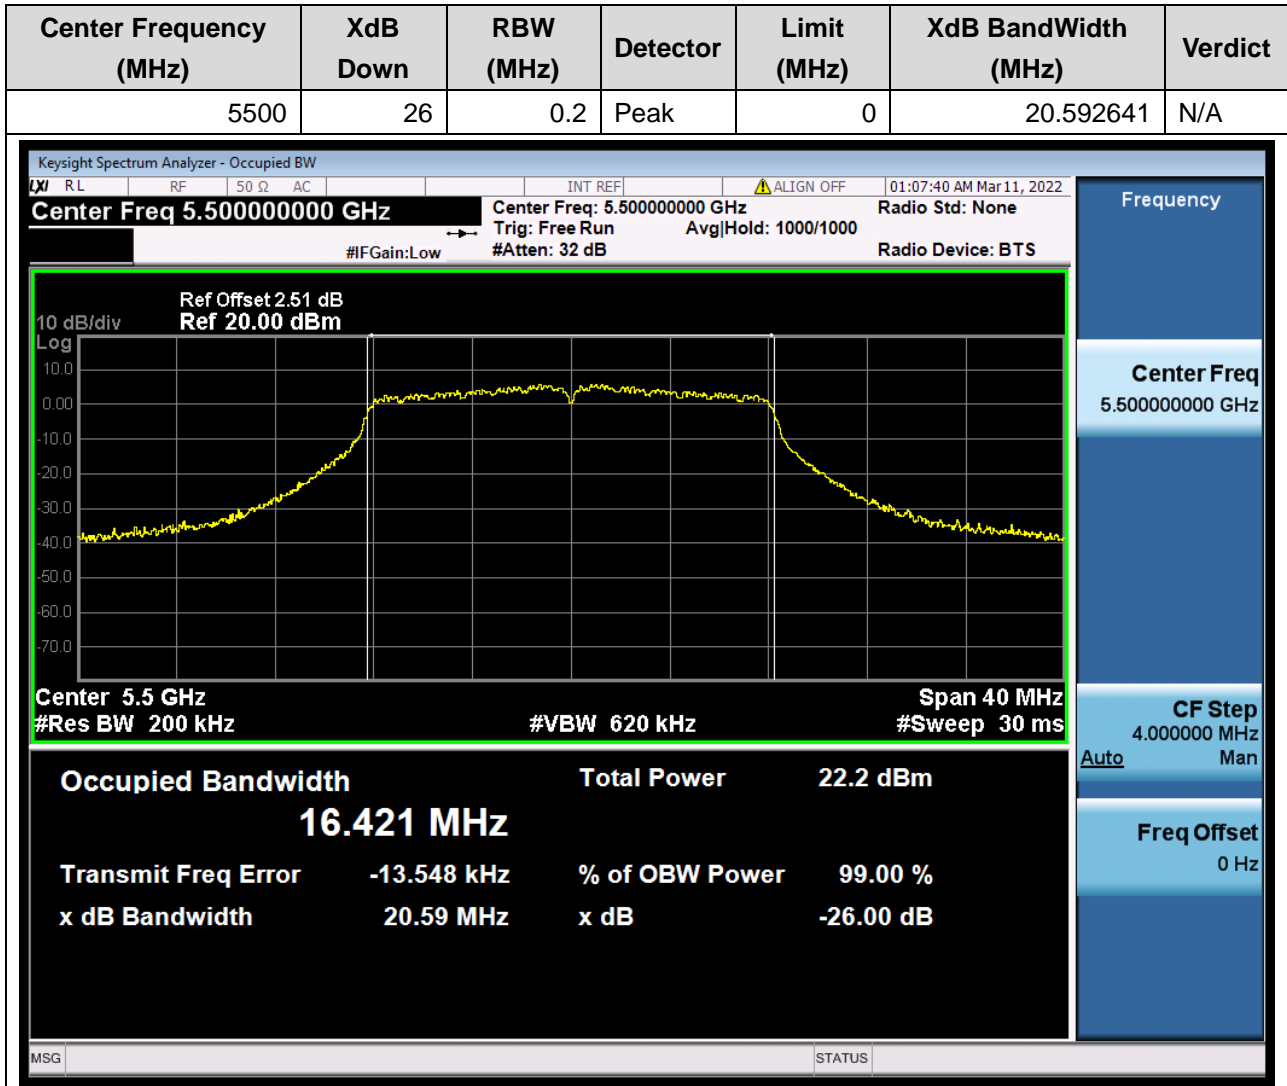 Center Frequency (MHz) XdB Down RBW (MHz) Detector Limit (MHz) XdB BandWidth (MHz) Verdict
5500 26 0.2 Peak 0 20.592641 N/A
Keysight Spectrum Analyzer - Occupied BW
LXI RL RF 50 Ω AC INT REF ALIGN OFF 01:07:40 AM Mar 11, 2022
Center Freq 5.500000000 GHz Center Freq: 5.500000000 GHz Radio Std: None
Trig: Free Run Avg|Hold: 1000/1000
#IFGain:Low #Atten: 32 dB Radio Device: BTS
Frequency
Ref Offset 2.51 dB
10 dB/div Ref 20.00 dBm
Log
10.0
0.00
-10.0
-20.0
-30.0
-40.0
-50.0
-60.0
-70.0
Center 5.5 GHz Span 40 MHz
#Res BW 200 kHz #VBW 620 kHz #Sweep 30 ms
Center Freq
5.500000000 GHz
CF Step
4.000000 MHz
Auto Man
Freq Offset
0 Hz
Occupied Bandwidth Total Power 22.2 dBm
16.421 MHz
Transmit Freq Error -13.548 kHz % of OBW Power 99.00 %
x dB Bandwidth 20.59 MHz x dB -26.00 dB
MSG STATUS